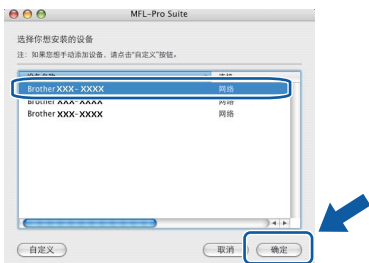 MFL-Pro Suite
选择你想安装的设备
注: 如果您想手动添加设备, 请点击"自定义"按钮。
Brother XXX- XXXX 网络
Brother XXX- XXXX 网络
Brother XXX- XXXX 网络
自定义 取消 确定